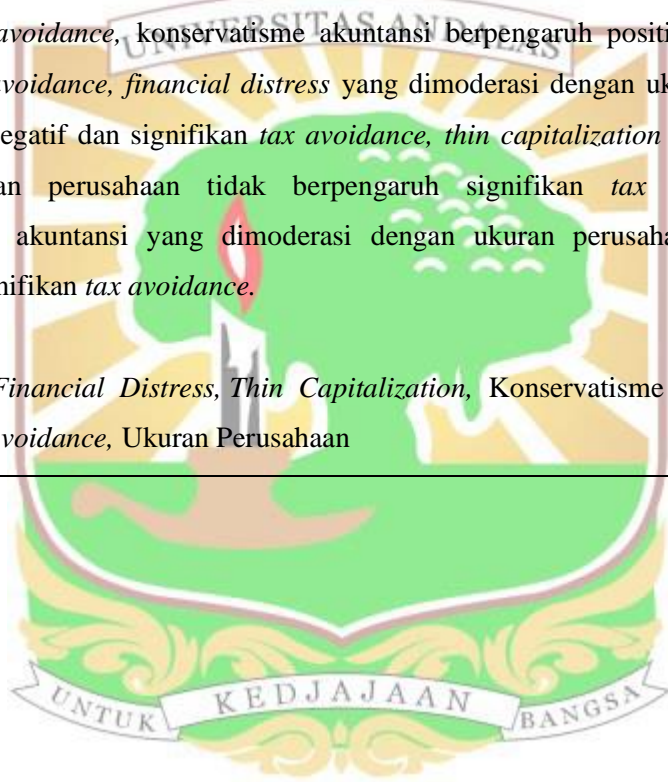 avoidance, konservatisme akuntansi berpengaruh positi
UNIVERSITAS ANDALAS
voidance, financial distress yang dimoderasi dengan uk
egatif dan signifikan tax avoidance, thin capitalization
an perusahaan tidak berpengaruh signifikan tax
akuntansi yang dimoderasi dengan ukuran perusaha
nifikan tax avoidance.
Financial Distress, Thin Capitalization, Konservatisme
voidance, Ukuran Perusahaan
UNTUK KEDJAJAAN BANGSA